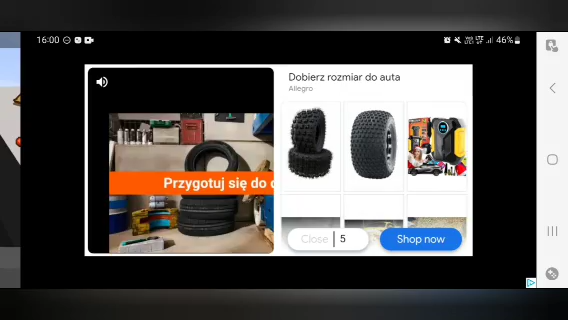 16:00
46%
Dobierz rozmiar do auta
Allegro
Przygotuj się do
Close 5
Shop now